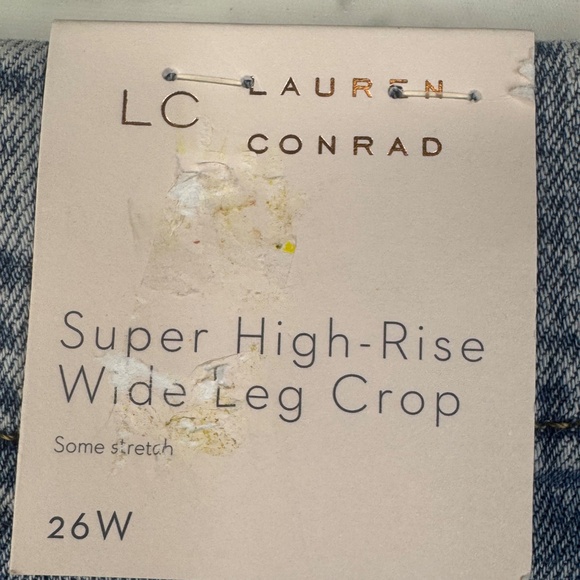 LC LAUREN
CONRAD
Super High-Rise
Wide Leg Crop
Some stretch
26W